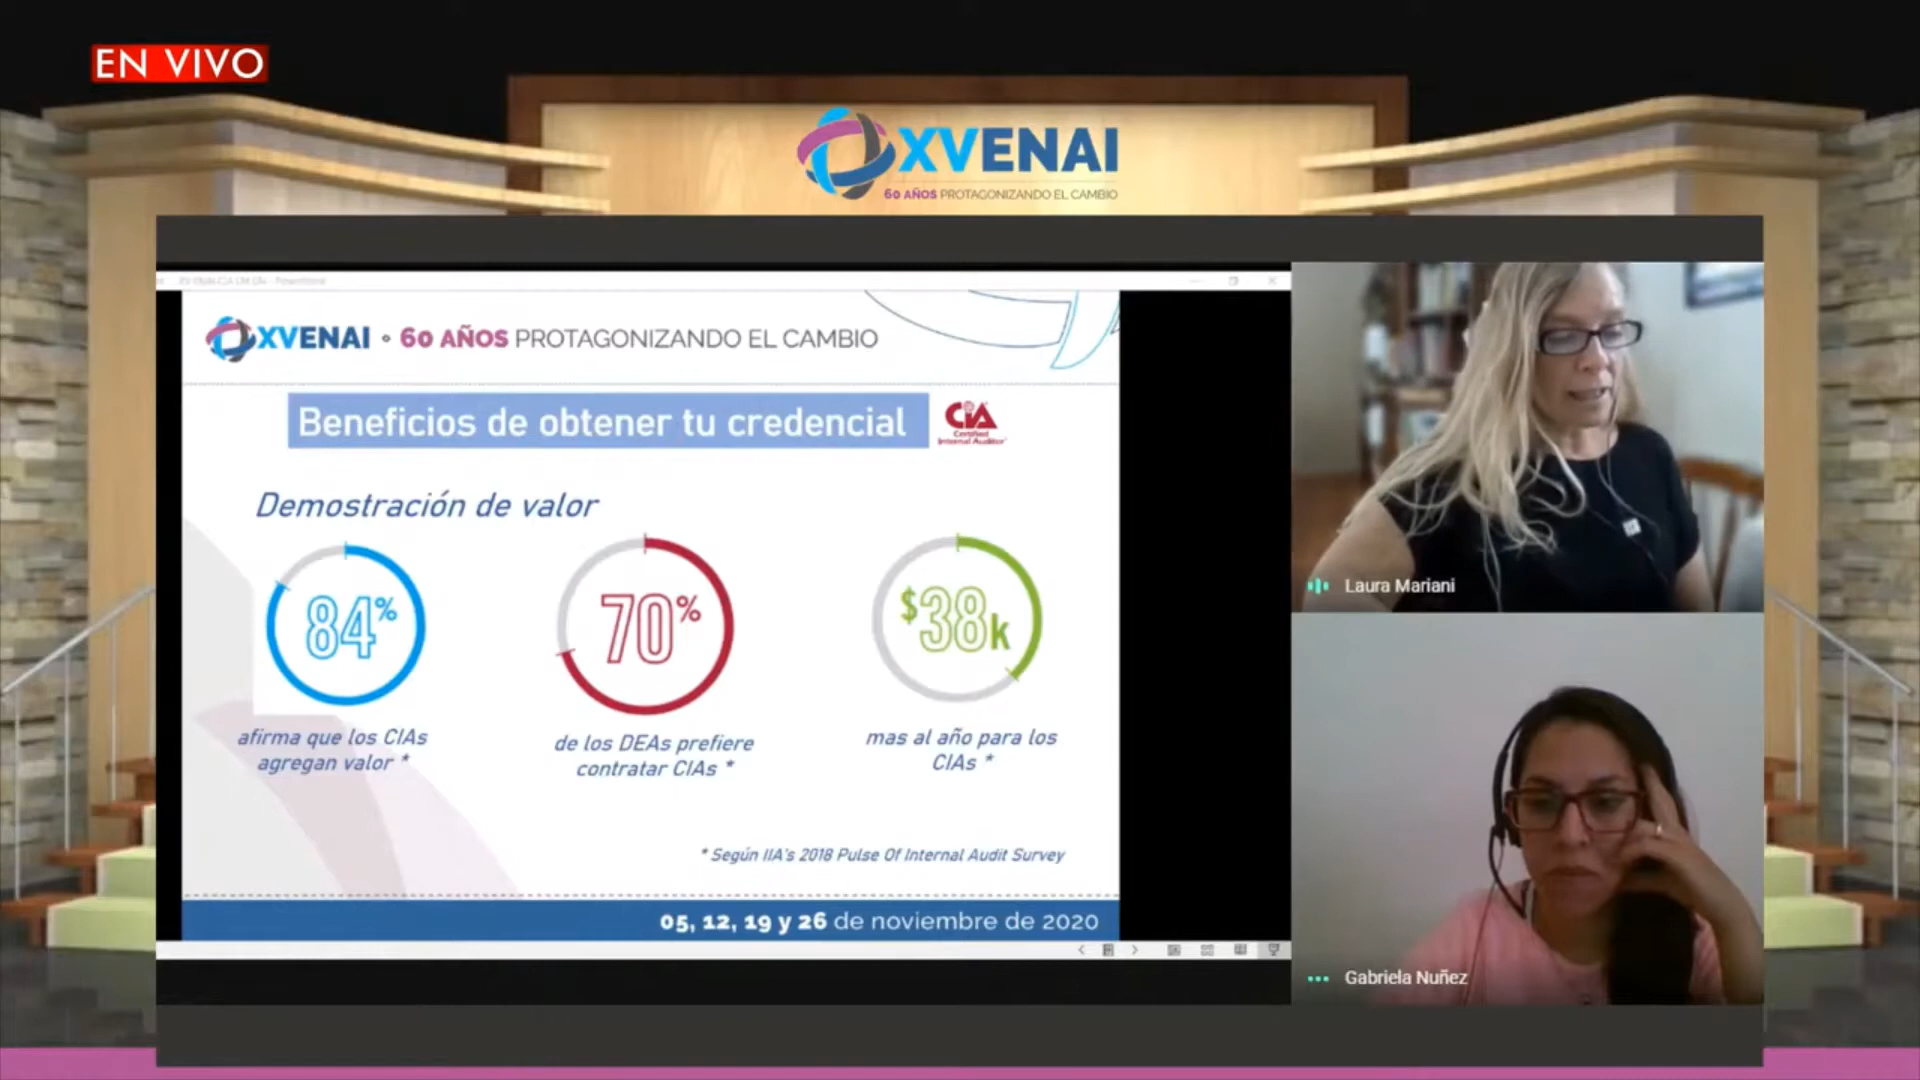 EN VIVO
XVENAI
60 AÑOS PROTAGONIZANDO EL CAMBIO
XVENAI • 60 AÑOS PROTAGONIZANDO EL CAMBIO
Beneficios de obtener tu credencial
CIA
Certified
Internal Auditor
Demostración de valor
84%
afirma que los CIAs
agregan valor *
70%
de los DEAs prefiere
contratar CIAs *
$38k
mas al año para los
CIAs *
* Según IIA's 2018 Pulse Of Internal Audit Survey
05, 12, 19 y 26 de noviembre de 2020
Laura Mariani
Gabriela Nuñez